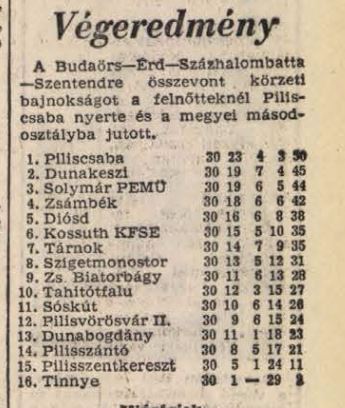 Végeredmény
A Budaörs—Érd—Százhalombatta
—Szentendre összevont körzeti
bajnokságot a felnőtteknél Pilis-
csaba nyerte és a megyei másod-
osztályba jutott.
1. Piliscsaba 30 23 4 3 50
2. Dunakeszi 30 19 7 4 45
3. Solymár PEMÜ 30 19 6 5 44
4. Zsámbék 30 18 6 6 42
5. Diósd 30 16 6 8 38
6. Kossuth KFSE 30 15 5 10 35
7. Tárnok 30 14 7 9 35
8. Szigetmonostor 30 13 5 12 31
9. Zs. Biatorbágy 30 11 6 13 28
10. Tahitótfalu 30 12 3 15 27
11. Sóskút 30 10 6 14 26
12. Pilisvörösvár II. 30 9 6 15 24
13. Dunabogdány 30 11 1 18 23
14. Pilisszántó 30 8 5 17 21
15. Pilisszentkereszt 30 5 1 24 11
16. Tinnye 30 1 — 29 2